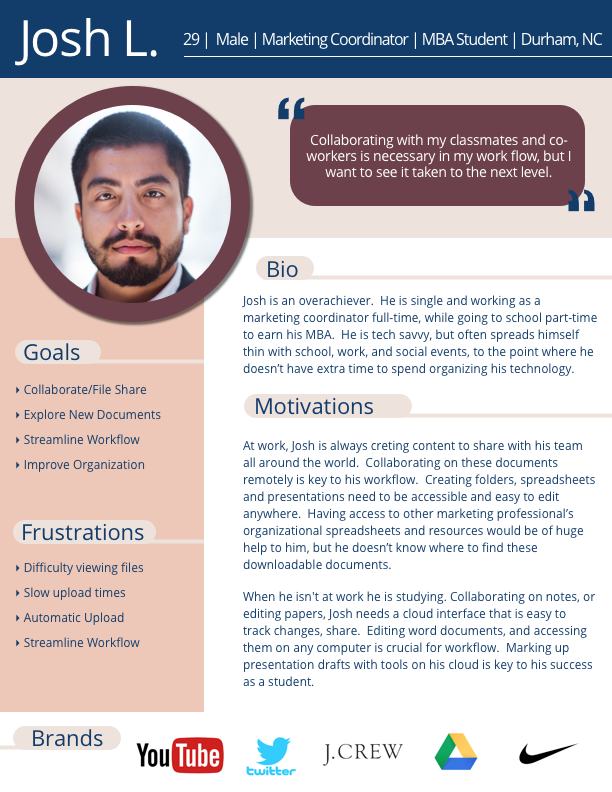 Josh L.
29 | Male | Marketing Coordinator | MBA Student | Durham, NC
“
Collaborating with my classmates and co-
workers is necessary in my work flow, but I
want to see it taken to the next level.
”
Bio
Josh is an overachiever. He is single and working as a
marketing coordinator full-time, while going to school part-time
to earn his MBA. He is tech savvy, but often spreads himself
thin with school, work, and social events, to the point where he
doesn’t have extra time to spend organizing his technology.
Goals
Collaborate/File Share
Explore New Documents
Streamline Workflow
Improve Organization
Motivations
At work, Josh is always creting content to share with his team
all around the world. Collaborating on these documents
remotely is key to his workflow. Creating folders, spreadsheets
and presentations need to be accessible and easy to edit
anywhere. Having access to other marketing professional’s
organizational spreadsheets and resources would be of huge
help to him, but he doesn’t know where to find these
downloadable documents.
When he isn't at work he is studying. Collaborating on notes, or
editing papers, Josh needs a cloud interface that is easy to
track changes, share. Editing word documents, and accessing
them on any computer is crucial for workflow. Marking up
presentation drafts with tools on his cloud is key to his success
as a student.
Frustrations
Difficulty viewing files
Slow upload times
Automatic Upload
Streamline Workflow
Brands
YouTube
twitter
J.CREW